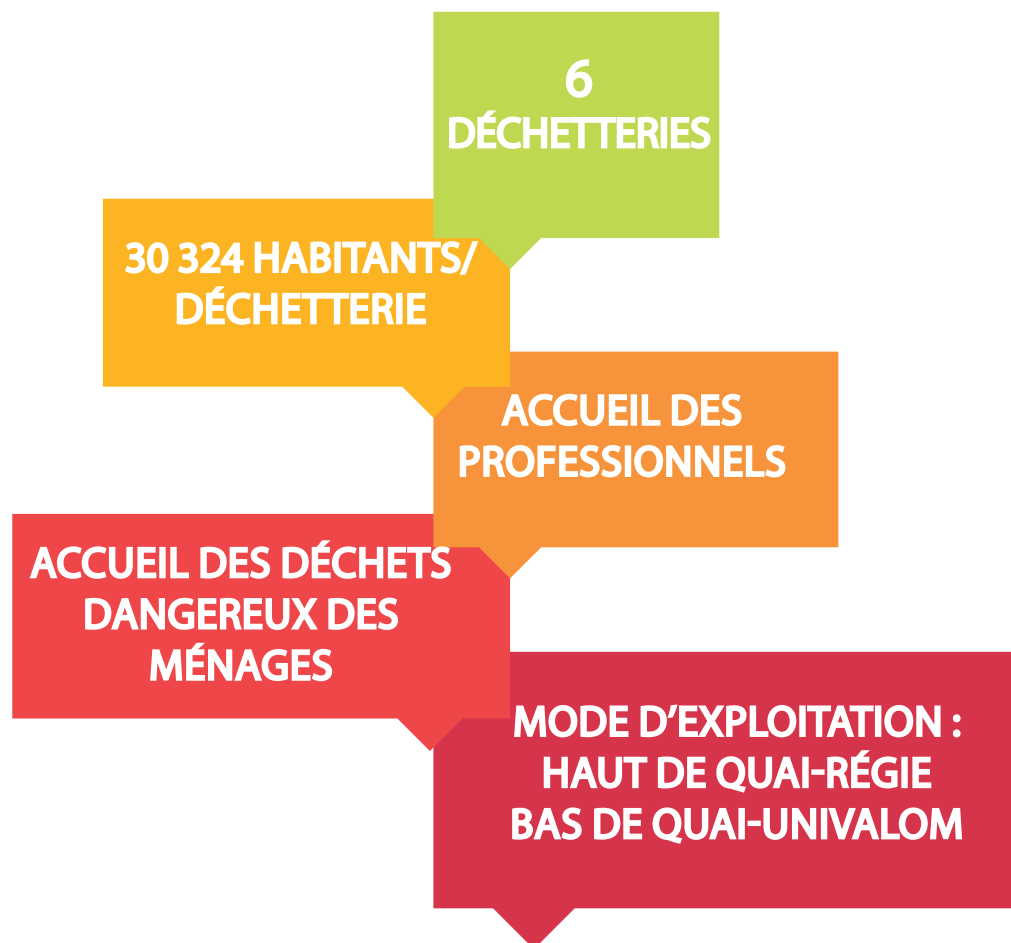 6
DÉCHETTERIES
30 324 HABITANTS/
DÉCHETTERIE
ACCUEIL DES
PROFESSIONNELS
ACCUEIL DES DÉCHETS
DANGEREUX DES
MÉNAGES
MODE D’EXPLOITATION :
HAUT DE QUAI-RÉGIE
BAS DE QUAI-UNIVALOM